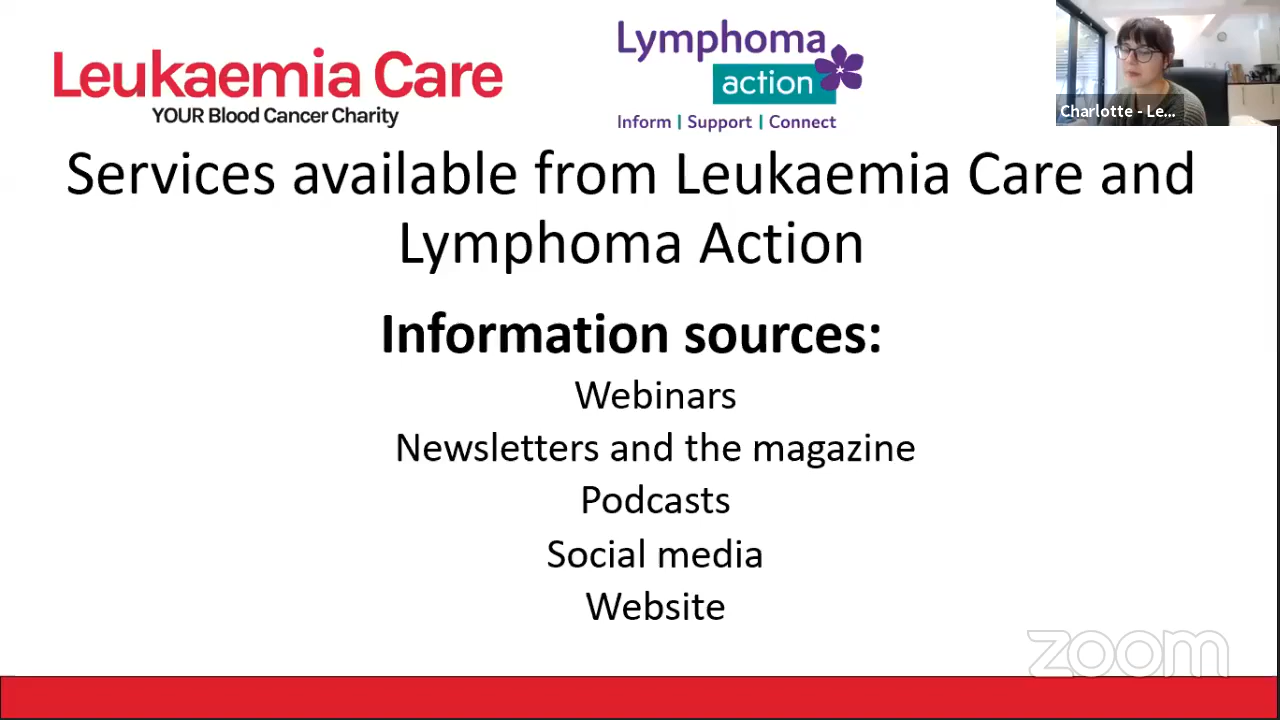 Leukaemia Care
YOUR Blood Cancer Charity
Lymphoma
action
Inform | Support | Connect
Charlotte - Le...
Services available from Leukaemia Care and
Lymphoma Action
Information sources:
Webinars
Newsletters and the magazine
Podcasts
Social media
Website
zoom